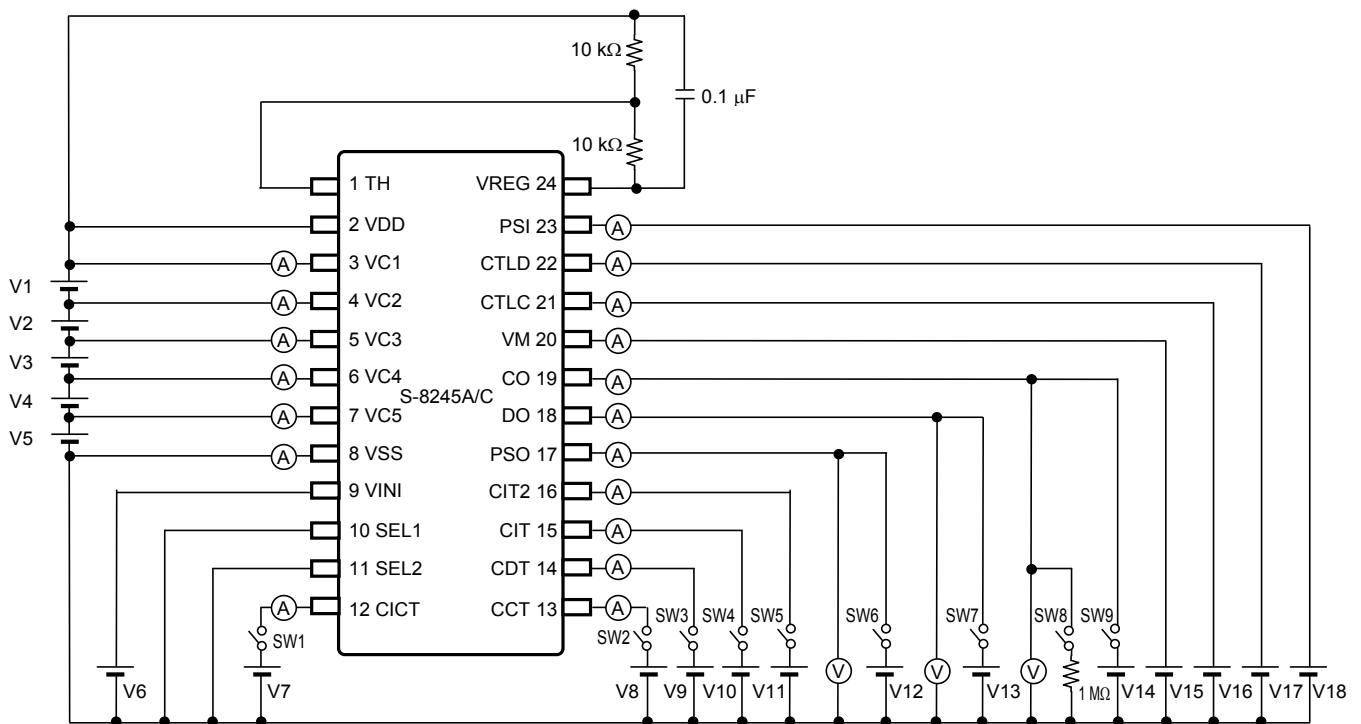 10 kΩ
0.1 μF
10 kΩ
1 TH
VREG 24
2 VDD
PSI 23
A
3 VC1
CTLD 22
A
A
V1
4 VC2
CTLC 21
A
A
V2
5 VC3
VM 20
A
A
V3
6 VC4
CO 19
A
A
S-8245A/C
V4
7 VC5
DO 18
A
A
V5
8 VSS
PSO 17
A
A
9 VINI
CIT2 16
A
10 SEL1
CIT 15
A
11 SEL2
CDT 14
A
12 CICT
CCT 13
A
A
SW1
SW2
SW3
SW4
SW5
SW6
SW7
SW8
SW9
V6
V7
V8
V9
V10
V11
V
V12
V
V13
V
1 MΩ
V14
V15
V16
V17
V18